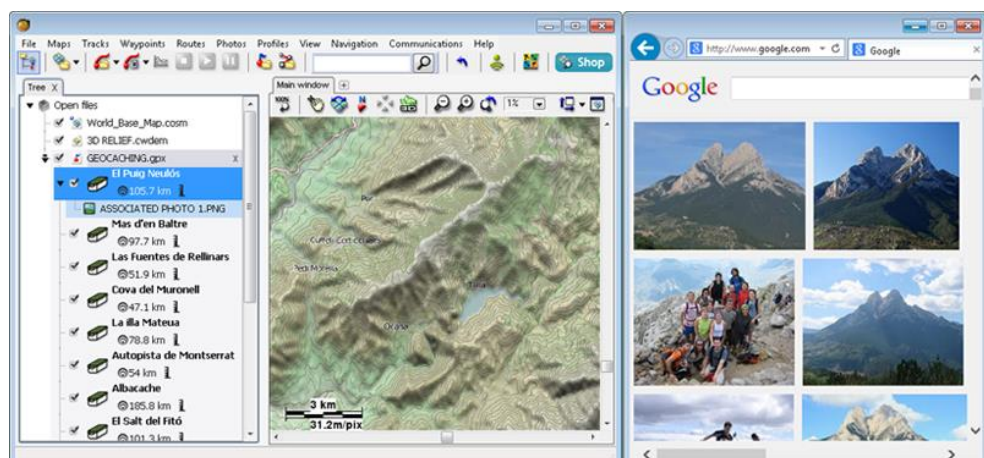 File Maps Tracks Waypoints Routes Photos Profiles View Navigation Communications Help
Shop
Tree X
Open files
World_Base_Map.cosm
3D RELIEF.cwdem
GEOCACHING.gpx x
El Puig Neulós
105.7 km
ASSOCIATED PHOTO 1.PNG
Mas d'en Baltre
97.7 km
Las Fuentes de Rellinars
51.9 km
Cova del Muronell
47.1 km
La illa Mateua
78.8 km
Autopista de Montserrat
54 km
Albacache
185.8 km
El Salt del Fitó
101.3 km
Main window
100%
1%
Ocaña
3 km
31.2m/pix
http://www.google.com
Google
Google